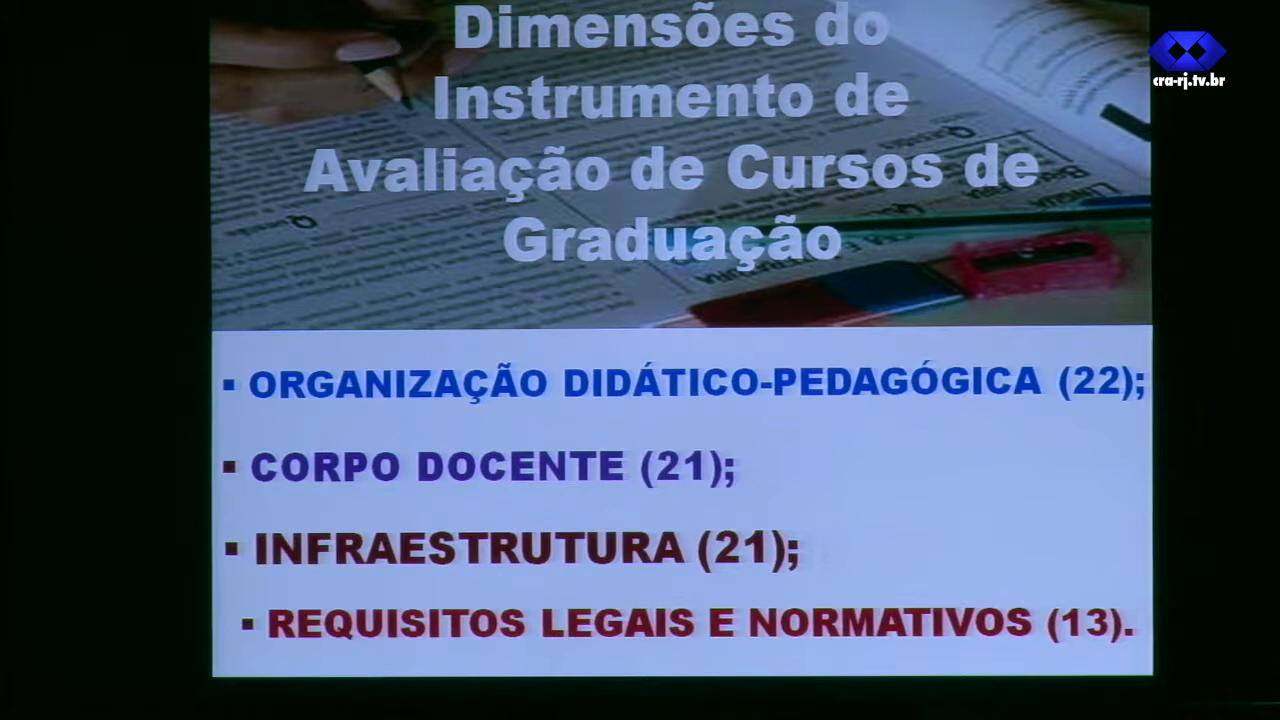 Dimensões do
Instrumento de
Avaliação de Cursos de
Graduação
cra-rj.tv.br
▪ ORGANIZAÇÃO DIDÁTICO-PEDAGÓGICA (22);
▪ CORPO DOCENTE (21);
▪ INFRAESTRUTURA (21);
▪ REQUISITOS LEGAIS E NORMATIVOS (13).